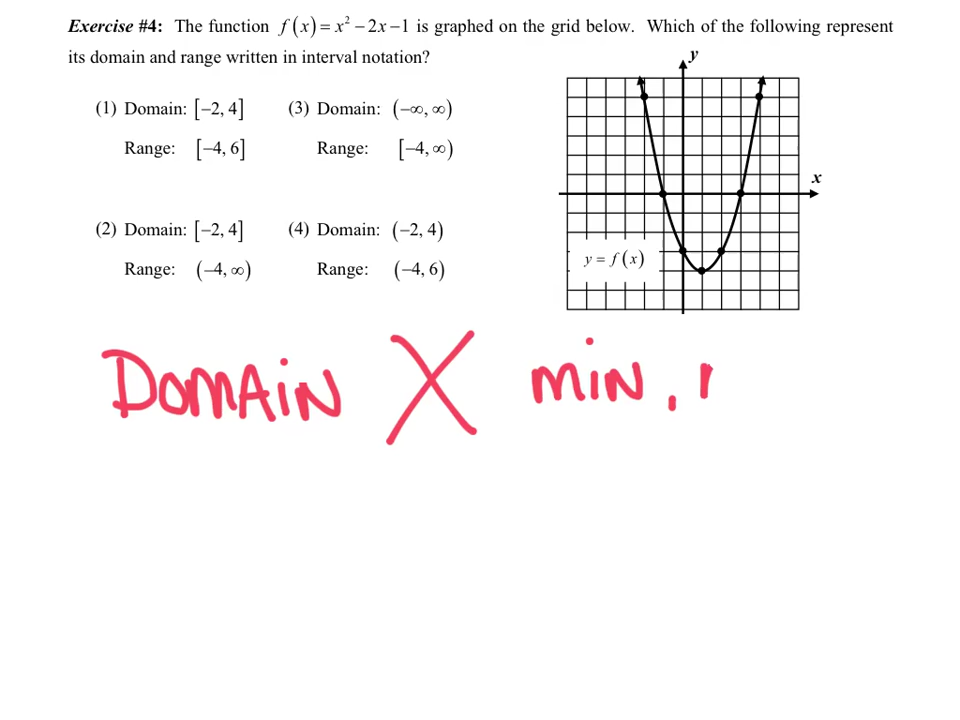 Exercise #4: The function f(x)=x²−2x−1 is graphed on the grid below. Which of the following represent
its domain and range written in interval notation?
y
(1) Domain: [−2, 4] (3) Domain: (−∞, ∞)
Range: [−4, 6] Range: [−4, ∞)
x
(2) Domain: [−2, 4] (4) Domain: (−2, 4)
Range: (−4, ∞) Range: (−4, 6)
y = f(x)
DOMAiN X MiN,